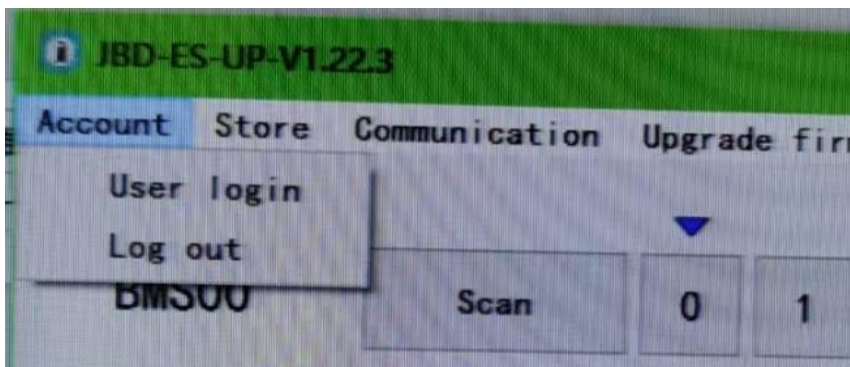 JBD-ES-UP-V1.22.3
Account Store Communication Upgrade fir
User login
Log out
BMS00 Scan 0 1